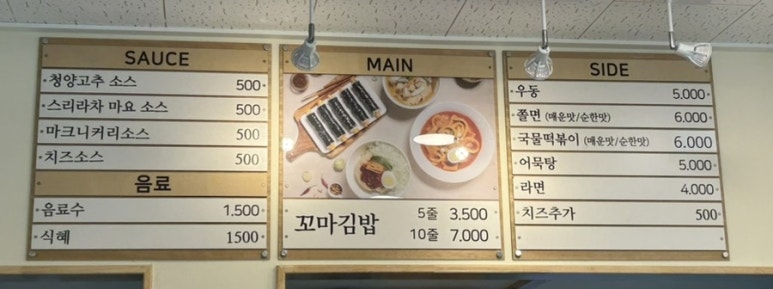 SAUCE
청양고추 소스 500
스리라차 마요 소스 500
마크니커리소스 500
치즈소스 500
음료
음료수 1.500
식혜 1500
MAIN
꼬마김밥 5줄 3,500
10줄 7,000
SIDE
우동 5.000
쫄면 (매운맛/순한맛) 6.000
국물떡볶이 (매운맛/순한맛) 6.000
어묵탕 5.000
라면 4.000
치즈추가 500